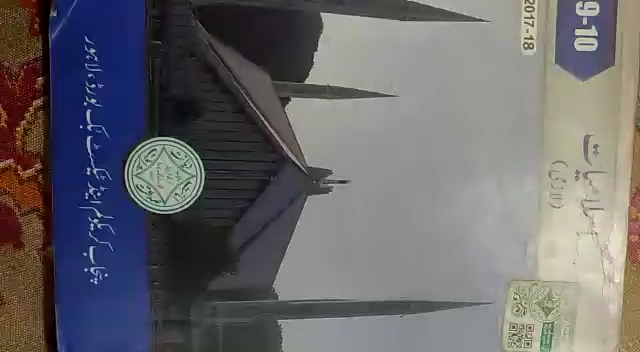 9-10
2017-18
اسلامیات
(لازمی)
پنجاب کریکولم اینڈ ٹیکسٹ بک بورڈ، لاہور